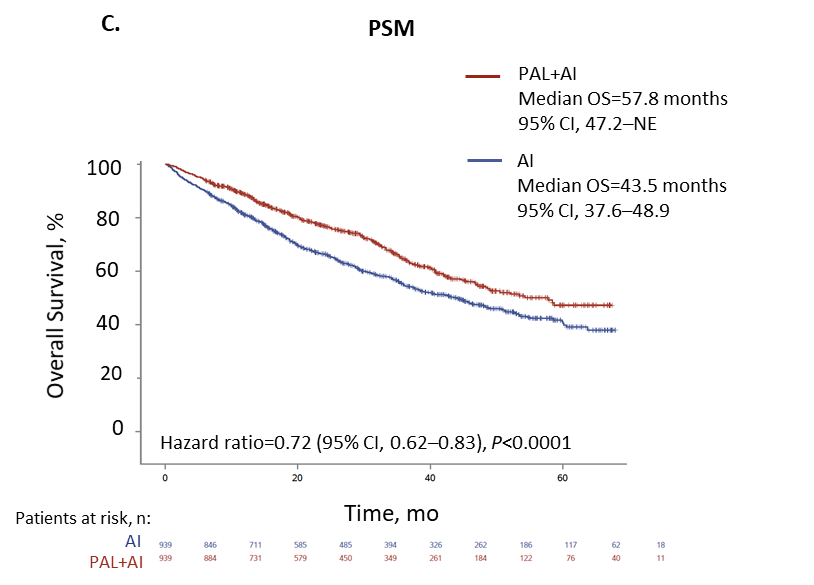 C.
PSM
PAL+AI
Median OS=57.8 months
95% CI, 47.2–NE
AI
Median OS=43.5 months
95% CI, 37.6–48.9
Overall Survival, %
100
80
60
40
20
0
Hazard ratio=0.72 (95% CI, 0.62–0.83), P<0.0001
0 20 40 60
Time, mo
Patients at risk, n:
AI 939 846 711 585 485 394 326 262 186 117 62 18
PAL+AI 939 884 731 579 450 349 261 184 122 76 40 11